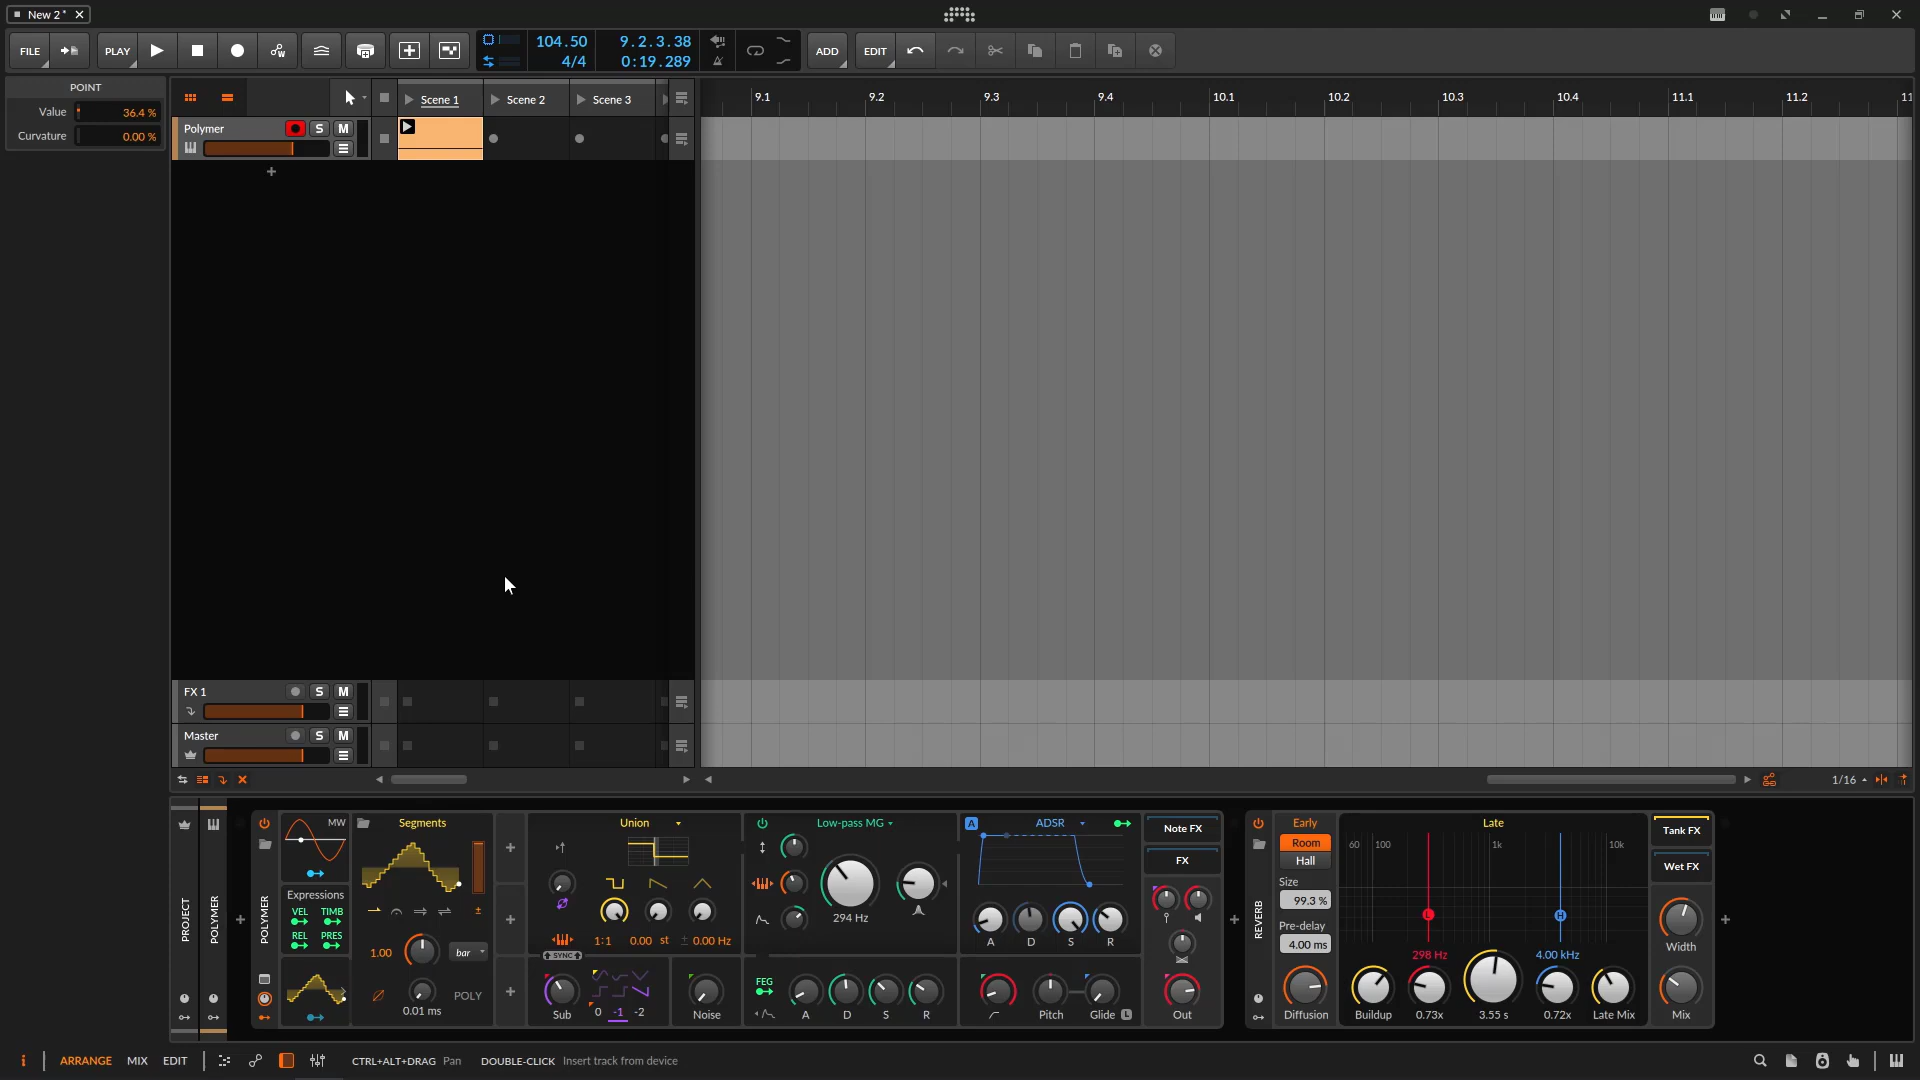 New 2*
FILE
PLAY
104.50
4/4
9.2.3.38
0:19.289
ADD
EDIT
POINT
Value
36.4 %
Curvature
0.00 %
Scene 1
Scene 2
Scene 3
9.1
9.2
9.3
9.4
10.1
10.2
10.3
10.4
11.1
11.2
11
Polymer
S
M
FX 1
S
M
Master
S
M
1/16
PROJECT
POLYMER
POLYMER
MW
Expressions
VEL
TIMB
REL
PRES
Segments
1.00
bar
0.01 ms
POLY
Union
1:1
0.00 st
± 0.00 Hz
SYNC
Sub
0
-1
-2
Noise
Low-pass MG
294 Hz
FEG
A
D
S
R
A
ADSR
A
D
S
R
Pitch
Glide
L
Note FX
FX
Out
REVERB
Early
Room
Hall
Size
99.3 %
Pre-delay
4.00 ms
Diffusion
Late
60
100
1k
10k
L
H
298 Hz
4.00 kHz
Buildup
0.73x
3.55 s
0.72x
Late Mix
Tank FX
Wet FX
Width
Mix
i
ARRANGE
MIX
EDIT
CTRL+ALT+DRAG Pan
DOUBLE-CLICK Insert track from device